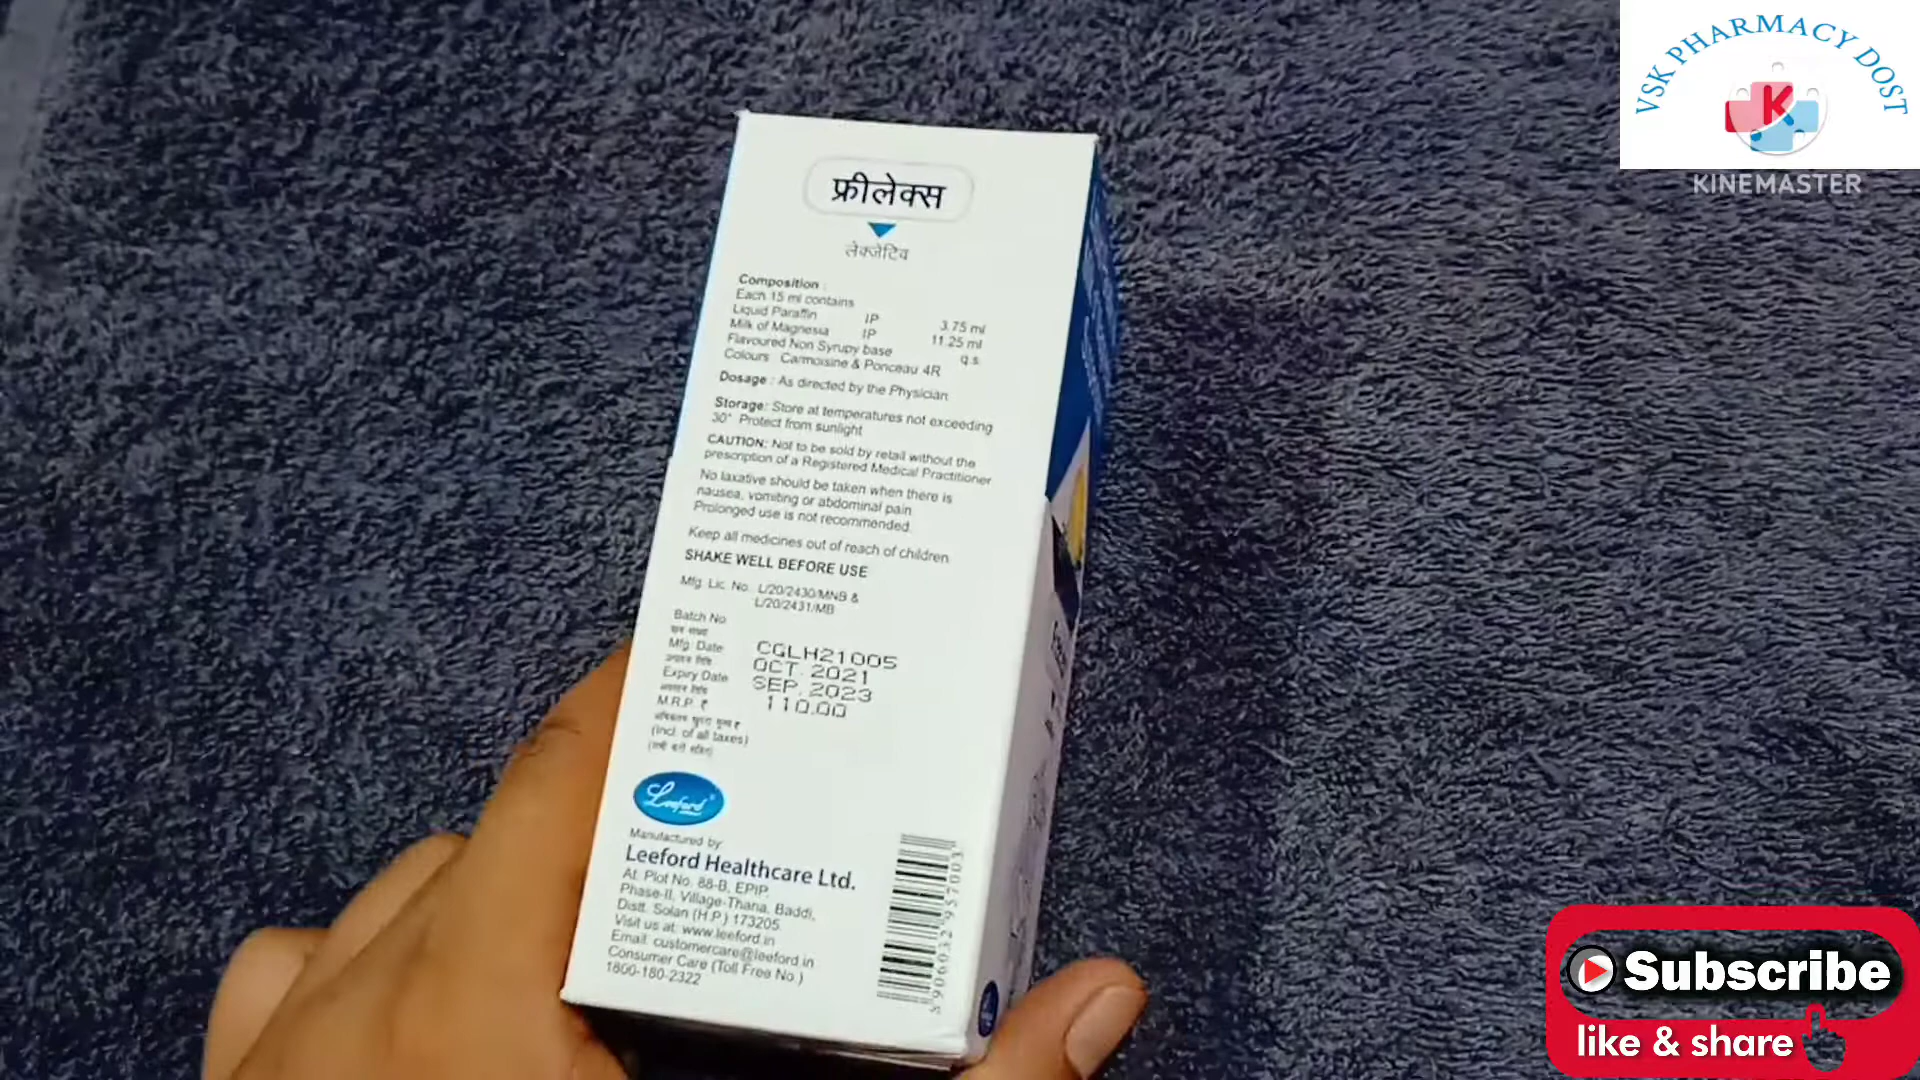 VSK PHARMACY DOST
K
KINEMASTER
फ्रीलेक्स
लेक्जेटिव
Composition :
Each 15 ml contains
Liquid Paraffin IP 3.75 ml
Milk of Magnesia IP 11.25 ml
Flavoured Non Syrupy base q.s.
Colours : Carmoisine & Ponceau 4R
Dosage : As directed by the Physician
Storage: Store at temperatures not exceeding
30° Protect from sunlight
CAUTION: Not to be sold by retail without the
prescription of a Registered Medical Practitioner
No laxative should be taken when there is
nausea, vomiting or abdominal pain
Prolonged use is not recommended.
Keep all medicines out of reach of children
SHAKE WELL BEFORE USE
Mfg. Lic. No. L/20/2430/MNB &
L/20/2431/MB
Batch No. CGLH21005
Mfg. Date OCT. 2021
Expiry Date SEP. 2023
M.R.P. ₹ 110.00
(Incl. of all taxes)
Leeford
Manufactured by:
Leeford Healthcare Ltd.
At. Plot No. 88-B, EPIP,
Phase-II, Village-Thana, Baddi,
Distt. Solan (H.P.) 173205
Visit us at: www.leeford.in
Email: customercare@leeford.in
Consumer Care (Toll Free No.)
1800-180-2322
Subscribe
like & share